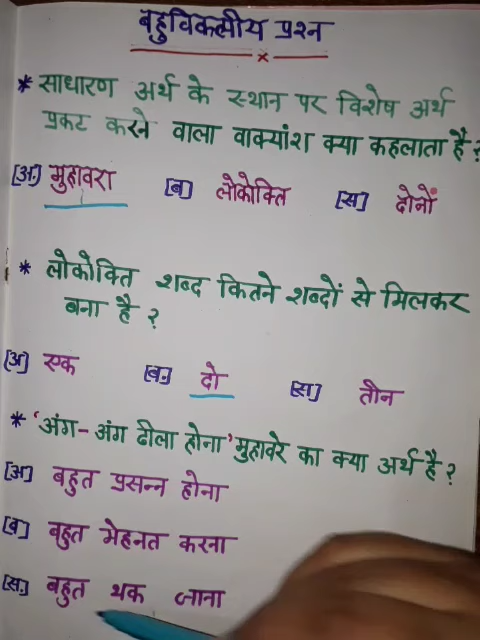 बहुविकल्पीय प्रश्न
* साधारण अर्थ के स्थान पर विशेष अर्थ
प्रकट करने वाला वाक्यांश क्या कहलाता है?
[अ.] मुहावरा [ब] लोकोक्ति [स] दोनों
* लोकोक्ति शब्द कितने शब्दों से मिलकर
बना है ?
[अ] एक [ब.] दो [स] तीन
* 'अंग-अंग ढीला होना' मुहावरे का क्या अर्थ है?
[अ] बहुत प्रसन्न होना
[ब] बहुत मेहनत करना
[स.] बहुत थक जाना